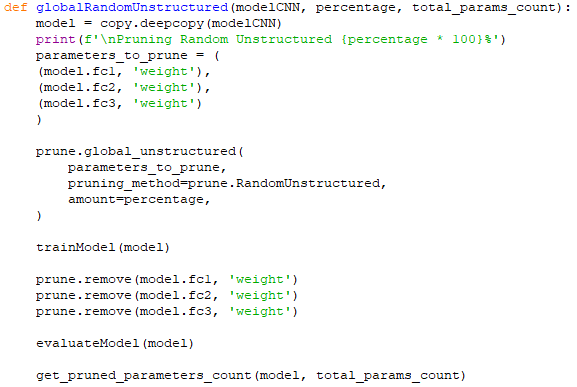 def globalRandomUnstructured(modelCNN, percentage, total_params_count):
    model = copy.deepcopy(modelCNN)
    print(f'\nPruning Random Unstructured {percentage * 100}%')
    parameters_to_prune = (
    (model.fc1, 'weight'),
    (model.fc2, 'weight'),
    (model.fc3, 'weight')
    )

    prune.global_unstructured(
        parameters_to_prune,
        pruning_method=prune.RandomUnstructured,
        amount=percentage,
    )

    trainModel(model)

    prune.remove(model.fc1, 'weight')
    prune.remove(model.fc2, 'weight')
    prune.remove(model.fc3, 'weight')

    evaluateModel(model)

    get_pruned_parameters_count(model, total_params_count)